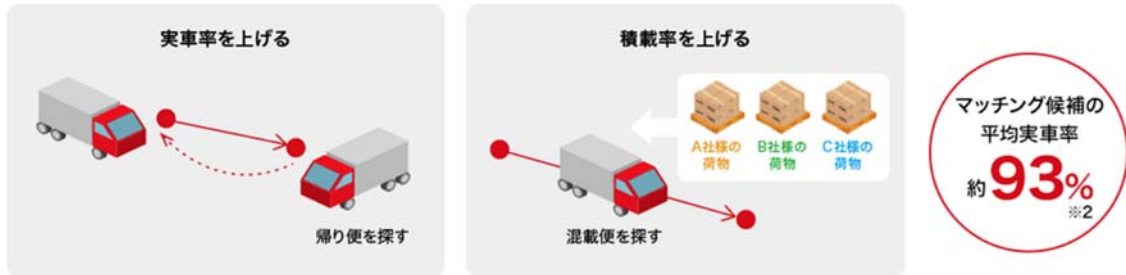 実車率を上げる
帰り便を探す
積載率を上げる
A社様の
荷物
B社様の
荷物
C社様の
荷物
混載便を探す
マッチング候補の
平均実車率
約93%
※2